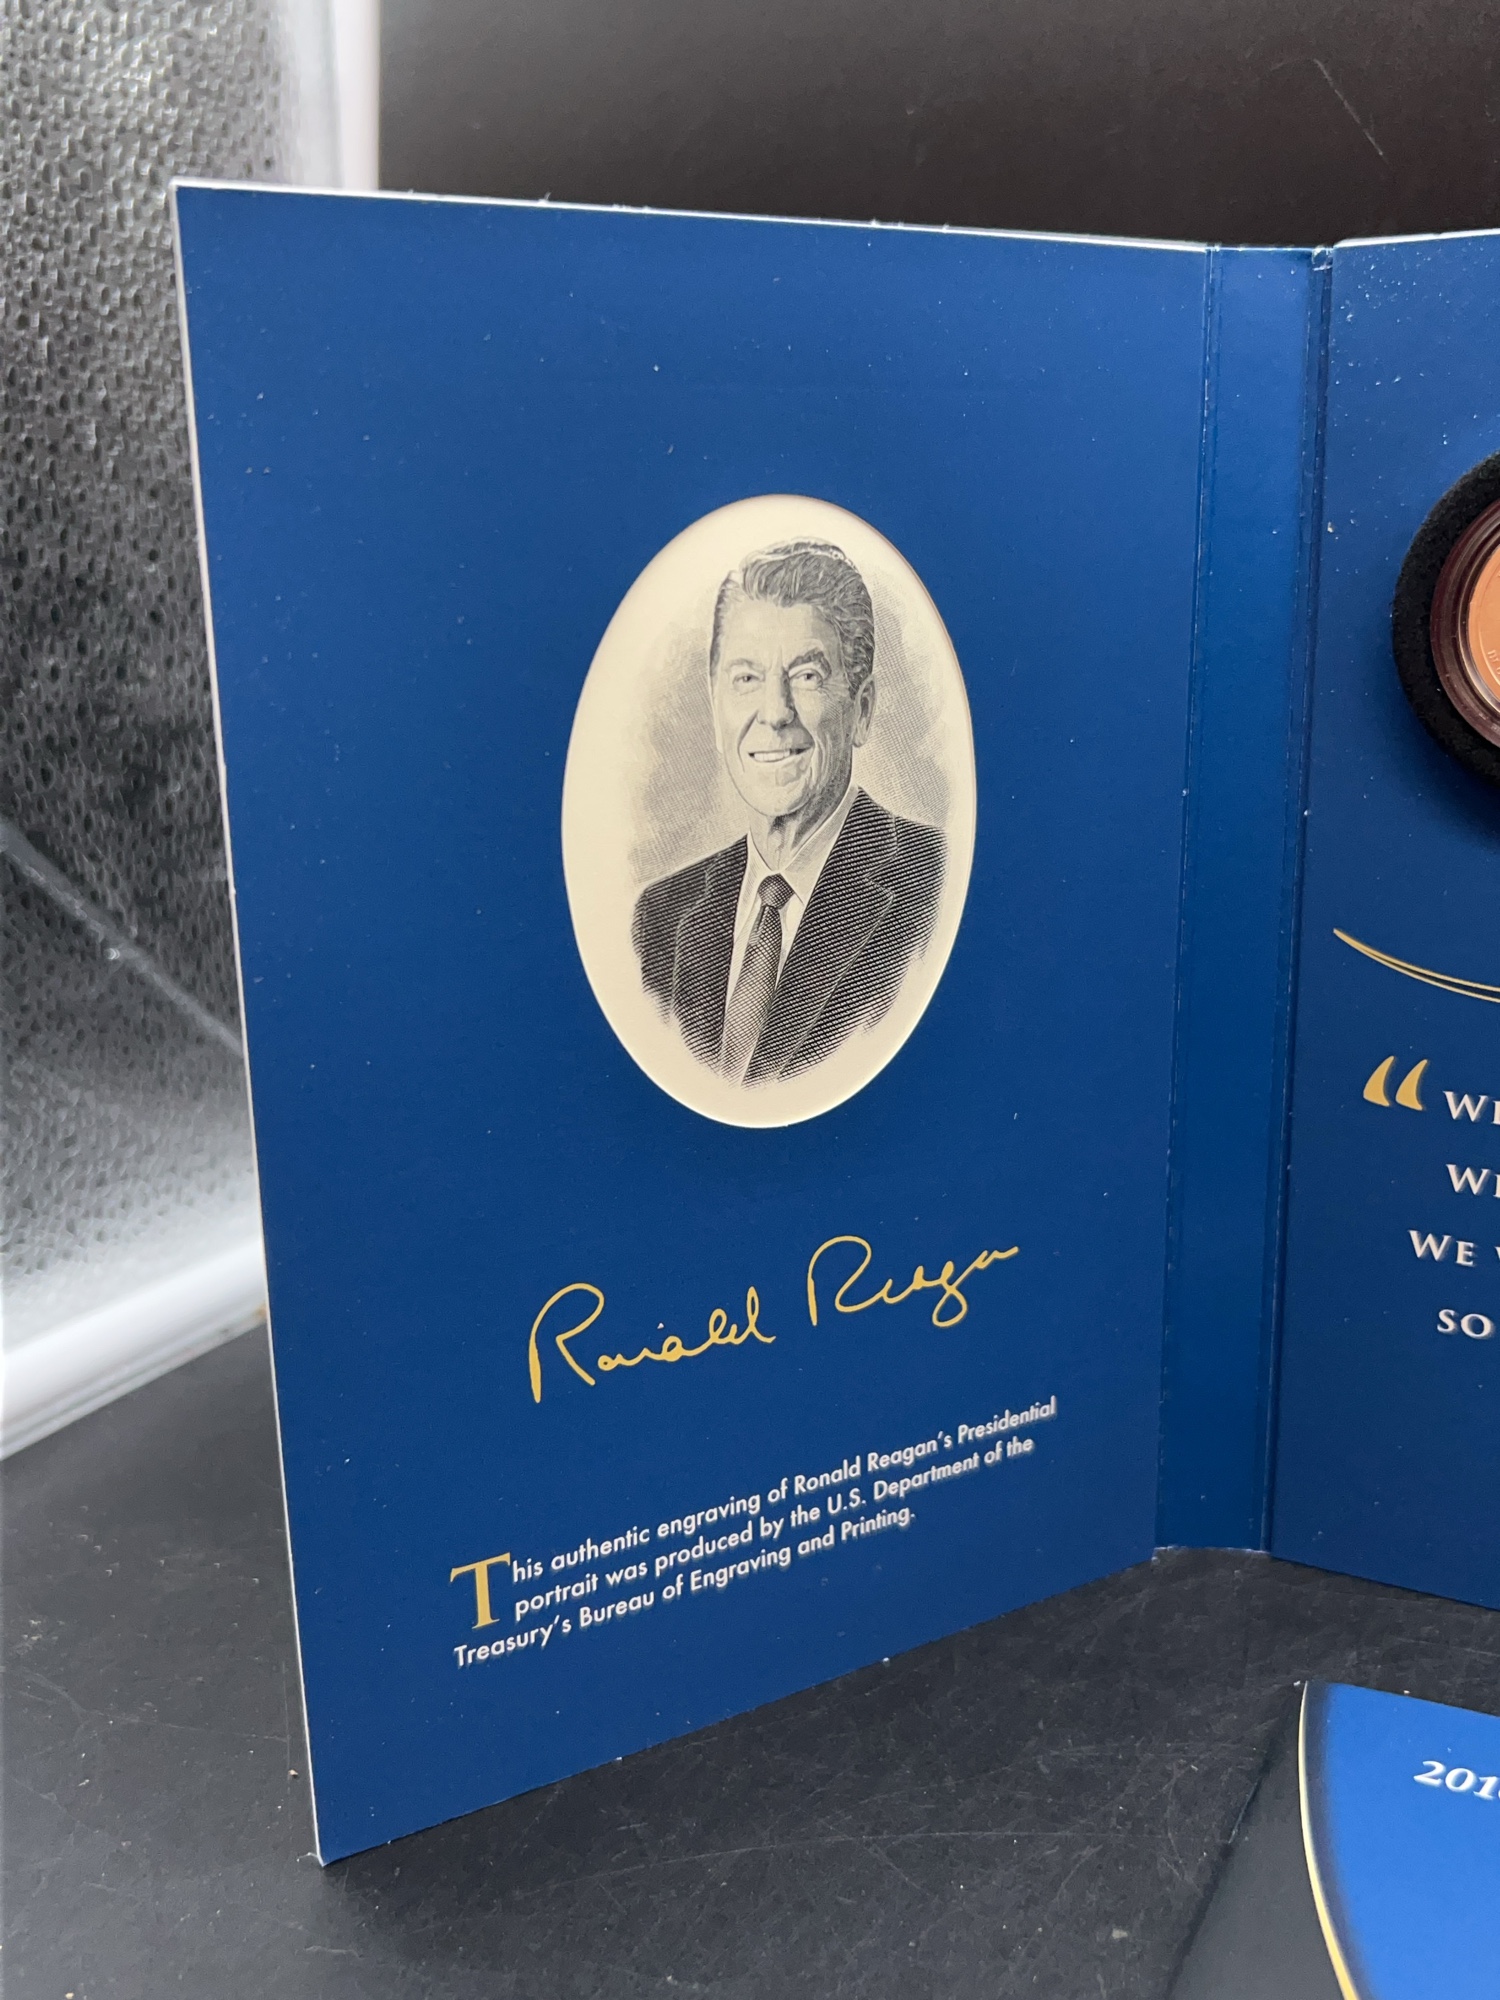 Ronald Reagan
This authentic engraving of Ronald Reagan's Presidential
portrait was produced by the U.S. Department of the
Treasury's Bureau of Engraving and Printing.
“
WE
SO